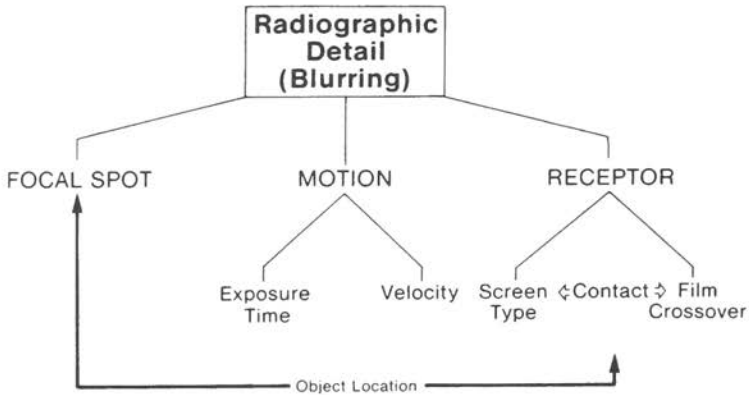 Radiographic
Detail
(Blurring)
FOCAL SPOT
MOTION
RECEPTOR
Exposure
Time
Velocity
Screen
Type
Contact
Film
Crossover
Object Location